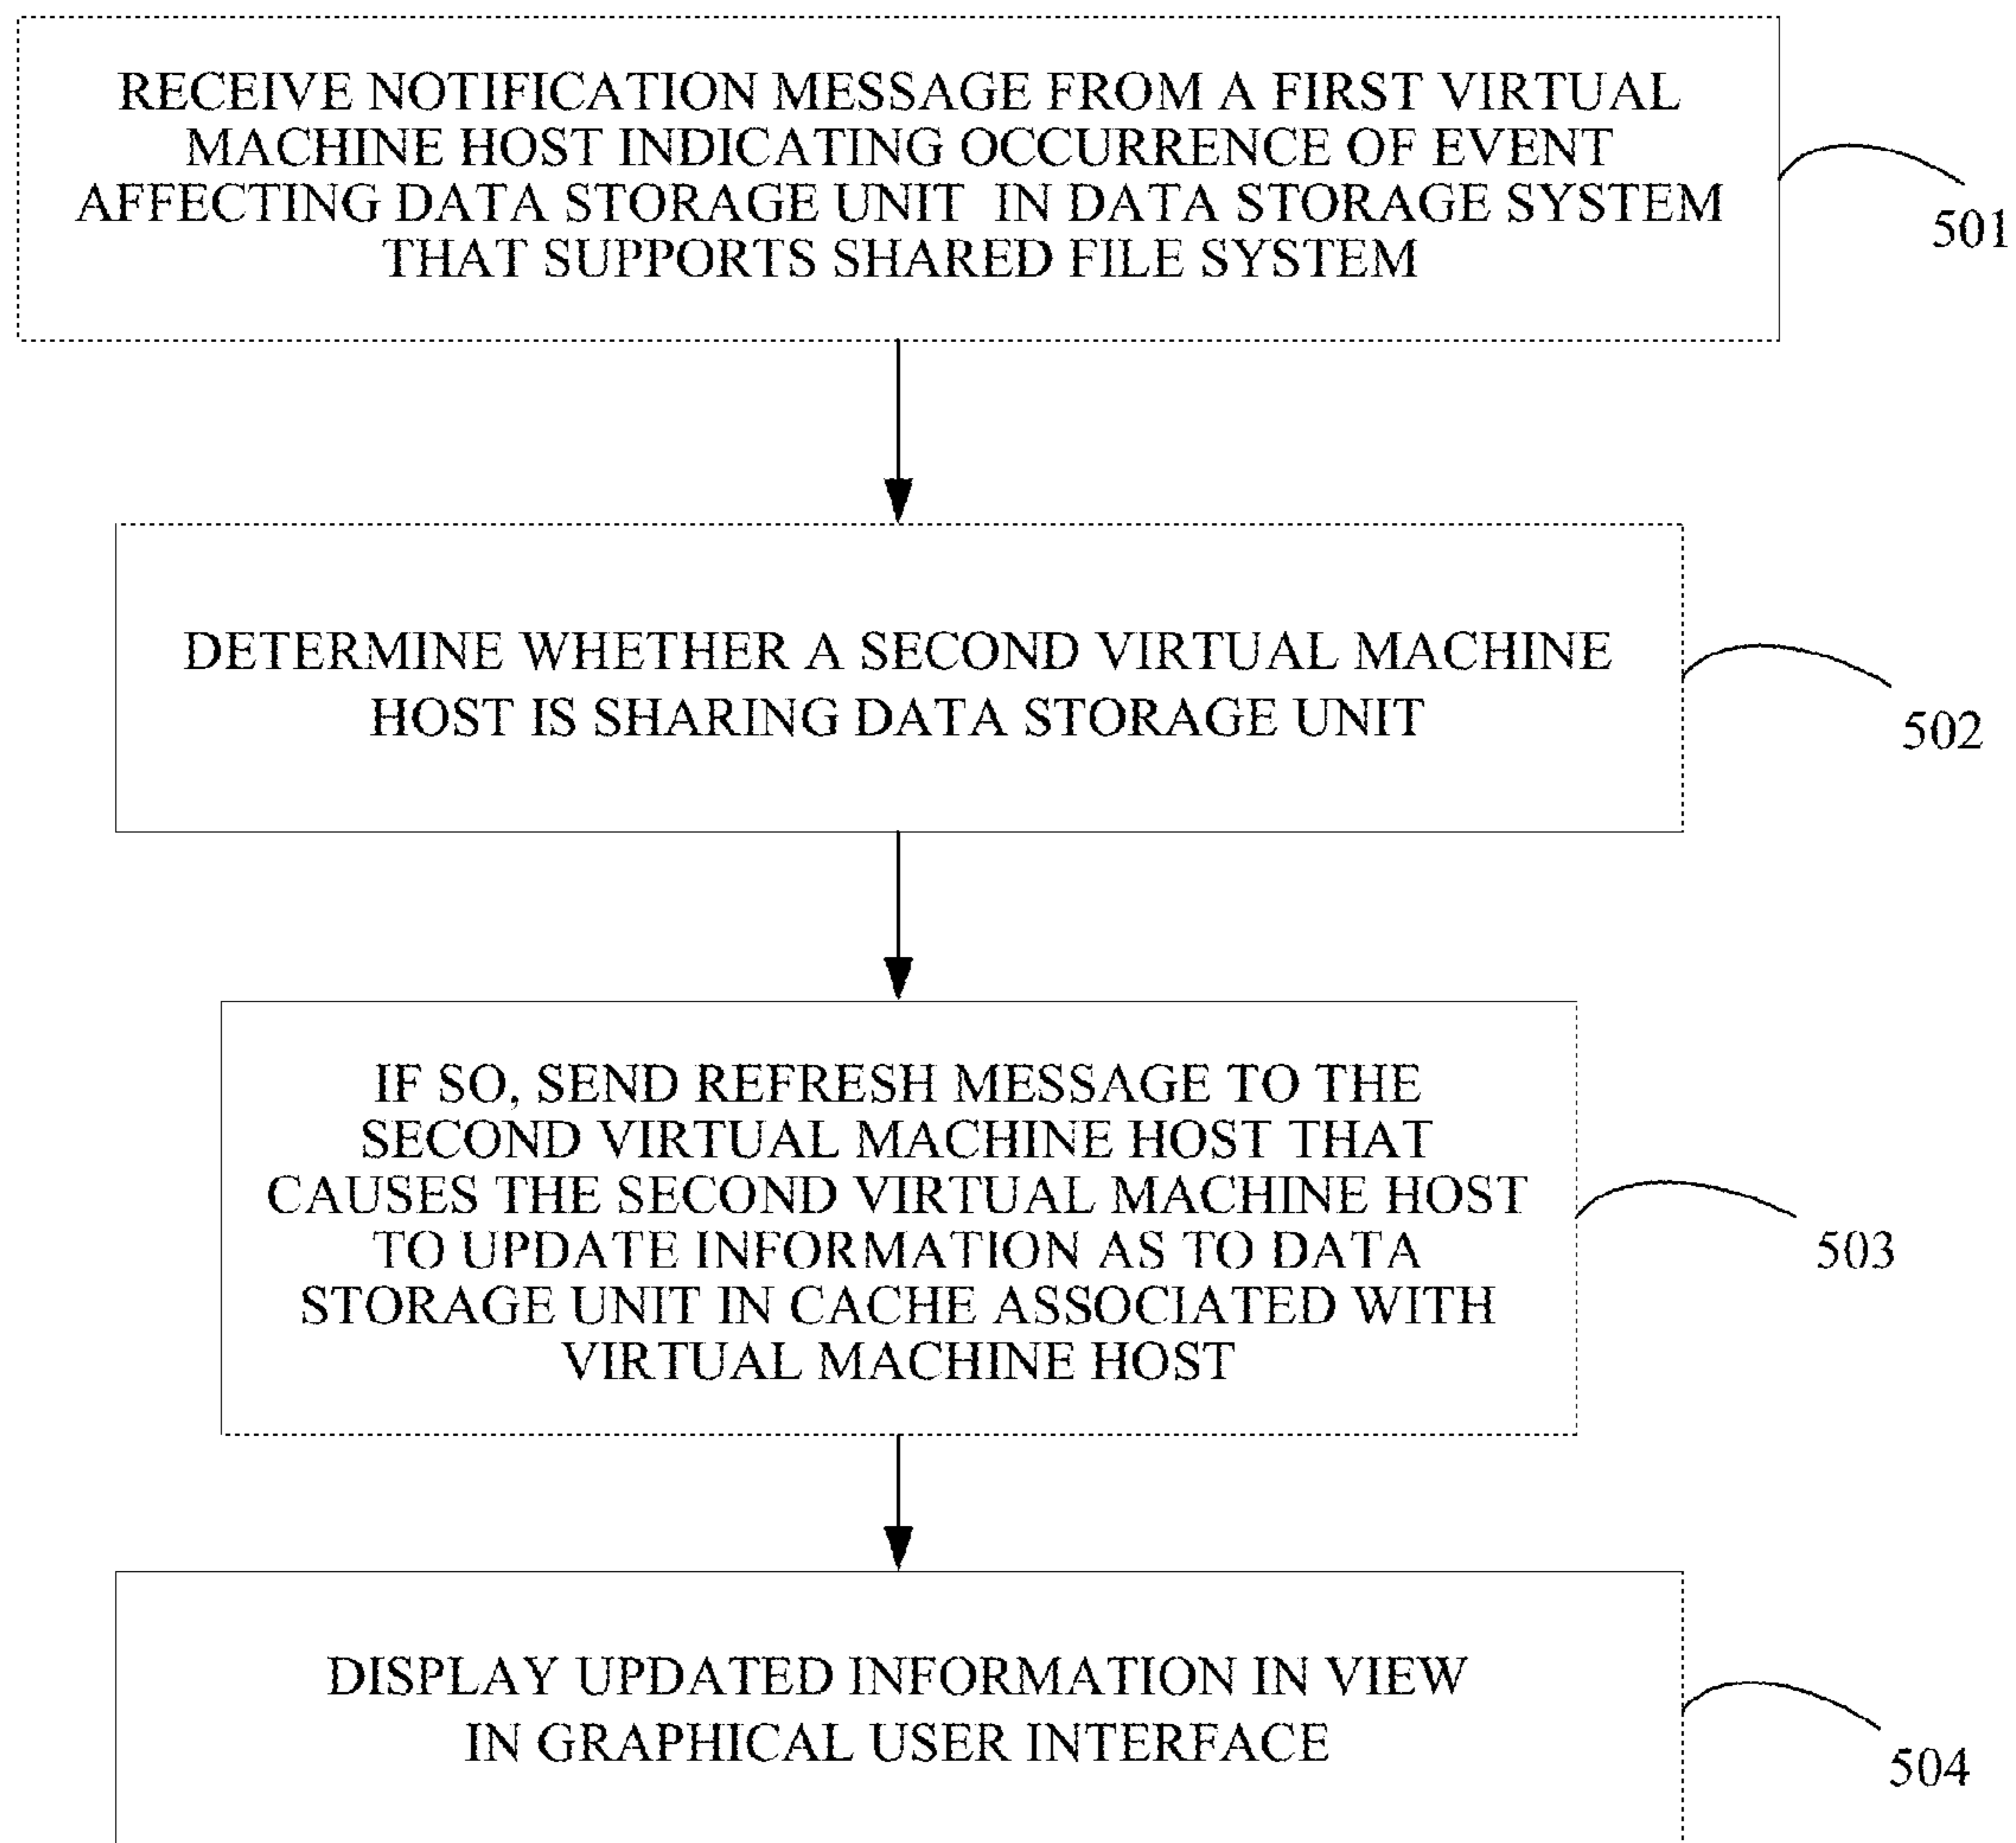 RECEIVE NOTIFICATION MESSAGE FROM A FIRST VIRTUAL
MACHINE HOST INDICATING OCCURRENCE OF EVENT
AFFECTING DATA STORAGE UNIT IN DATA STORAGE SYSTEM
THAT SUPPORTS SHARED FILE SYSTEM
501
DETERMINE WHETHER A SECOND VIRTUAL MACHINE
HOST IS SHARING DATA STORAGE UNIT
502
IF SO, SEND REFRESH MESSAGE TO THE
SECOND VIRTUAL MACHINE HOST THAT
CAUSES THE SECOND VIRTUAL MACHINE HOST
TO UPDATE INFORMATION AS TO DATA
STORAGE UNIT IN CACHE ASSOCIATED WITH
VIRTUAL MACHINE HOST
503
DISPLAY UPDATED INFORMATION IN VIEW
IN GRAPHICAL USER INTERFACE
504